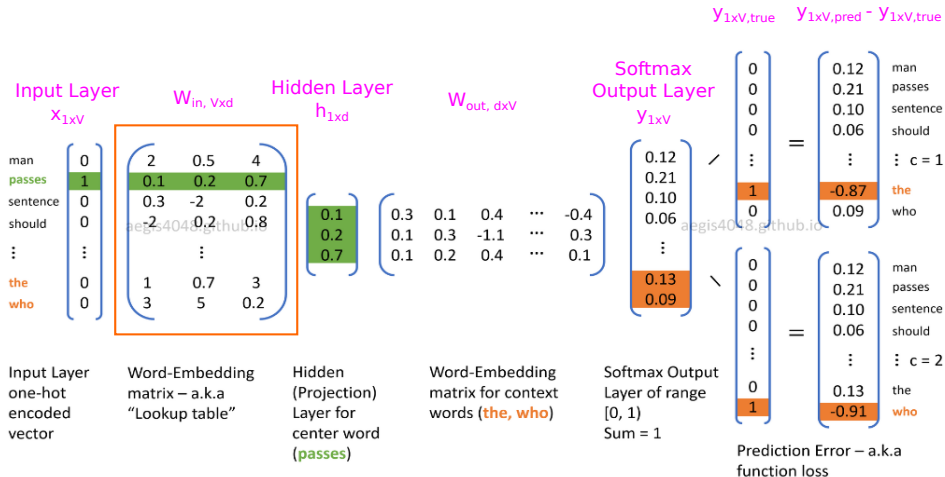 y1xV,true
y1xV,pred - y1xV,true
Input Layer
x1xV
Win, Vxd
Hidden Layer
h1xd
Wout, dxV
Softmax
Output Layer
y1xV
man 0
passes 1
sentence 0
should 0
⋮ ⋮
the 0
who 0
2 0.5 4
0.1 0.2 0.7
0.3 -2 0.2
-2 0.2 0.8
⋮
1 0.7 3
3 5 0.2
aegis4048.github.io
0.1
0.2
0.7
0.3 0.1 0.4 ⋯ -0.4
0.1 0.3 -1.1 ⋯ 0.3
0.1 0.2 0.4 ⋯ 0.1
0.12
0.21
0.10
0.06
⋮
0.13
0.09
0
0
0
0
⋮
1
0
=
0.12 man
0.21 passes
0.10 sentence
0.06 should
⋮ ⋮ c = 1
-0.87 the
0.09 who
aegis4048.github.io
0
0
0
0
⋮
0
1
=
0.12 man
0.21 passes
0.10 sentence
0.06 should
⋮ ⋮ c = 2
0.13 the
-0.91 who
Input Layer
one-hot
encoded
vector
Word-Embedding
matrix – a.k.a
“Lookup table”
Hidden
(Projection)
Layer for
center word
(passes)
Word-Embedding
matrix for context
words (the, who)
Softmax Output
Layer of range
[0, 1)
Sum = 1
Prediction Error – a.k.a
function loss